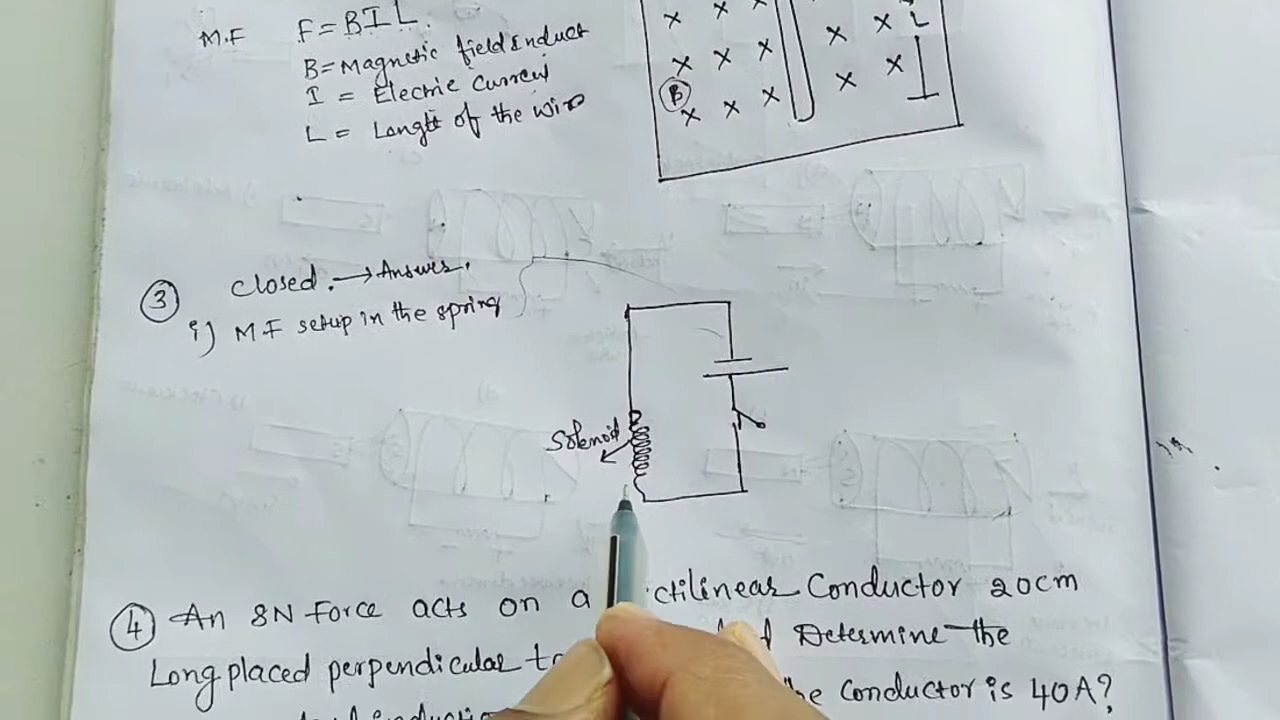 M.F F = BIL.
B = Magnetic field Induct
I = Electric Current
L = Length of the wire
x x x x x L
x x x x x
B x x x
3 closed. → Answer.
i) M.F setup in the spring
Solenoid
4 An 8N Force acts on a ctilinear Conductor 20cm
Long placed perpendicular to Determine the
he conductor is 40A?